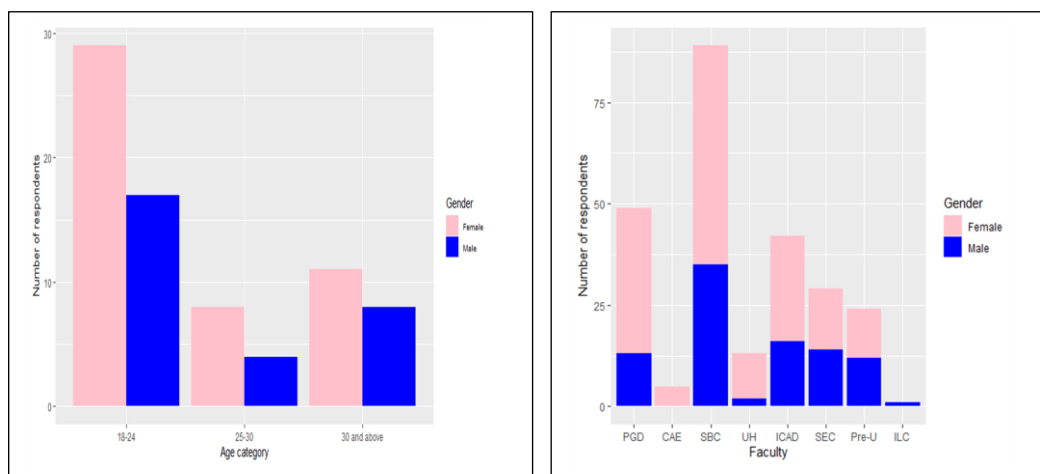 30
20
10
0
Number of respondents
18-24
25-30
30 and above
Age category
Gender
Female
Male
75
50
25
0
Number of respondents
PGD
CAE
SBC
UH
ICAD
SEC
Pre-U
ILC
Faculty
Gender
Female
Male